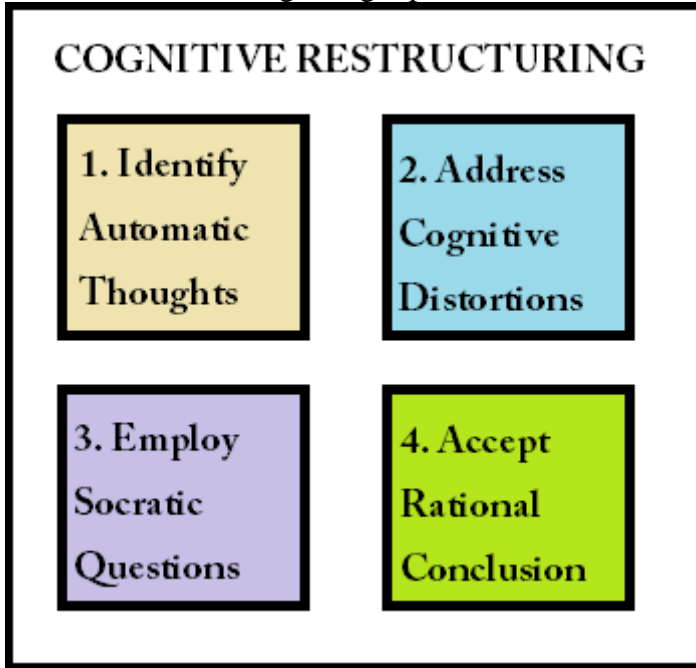 COGNITIVE RESTRUCTURING
1. Identify
Automatic
Thoughts
2. Address
Cognitive
Distortions
3. Employ
Socratic
Questions
4. Accept
Rational
Conclusion